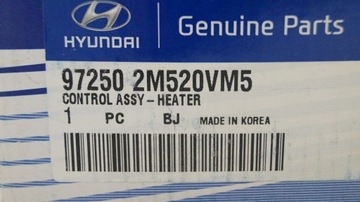 HYUNDAI
Genuine Parts
97250 2M520VM5
CONTROL ASSY-HEATER
1 PC BJ MADE IN KOREA